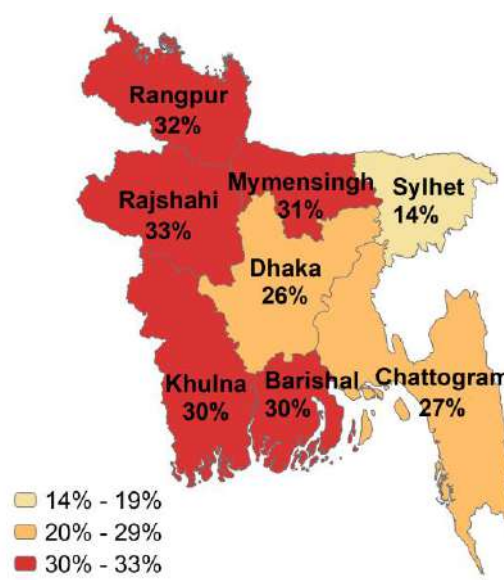 Rangpur
32%
Rajshahi
33%
Mymensingh
31%
Sylhet
14%
Dhaka
26%
Khulna
30%
Barishal
30%
Chattogram
27%
14% - 19%
20% - 29%
30% - 33%